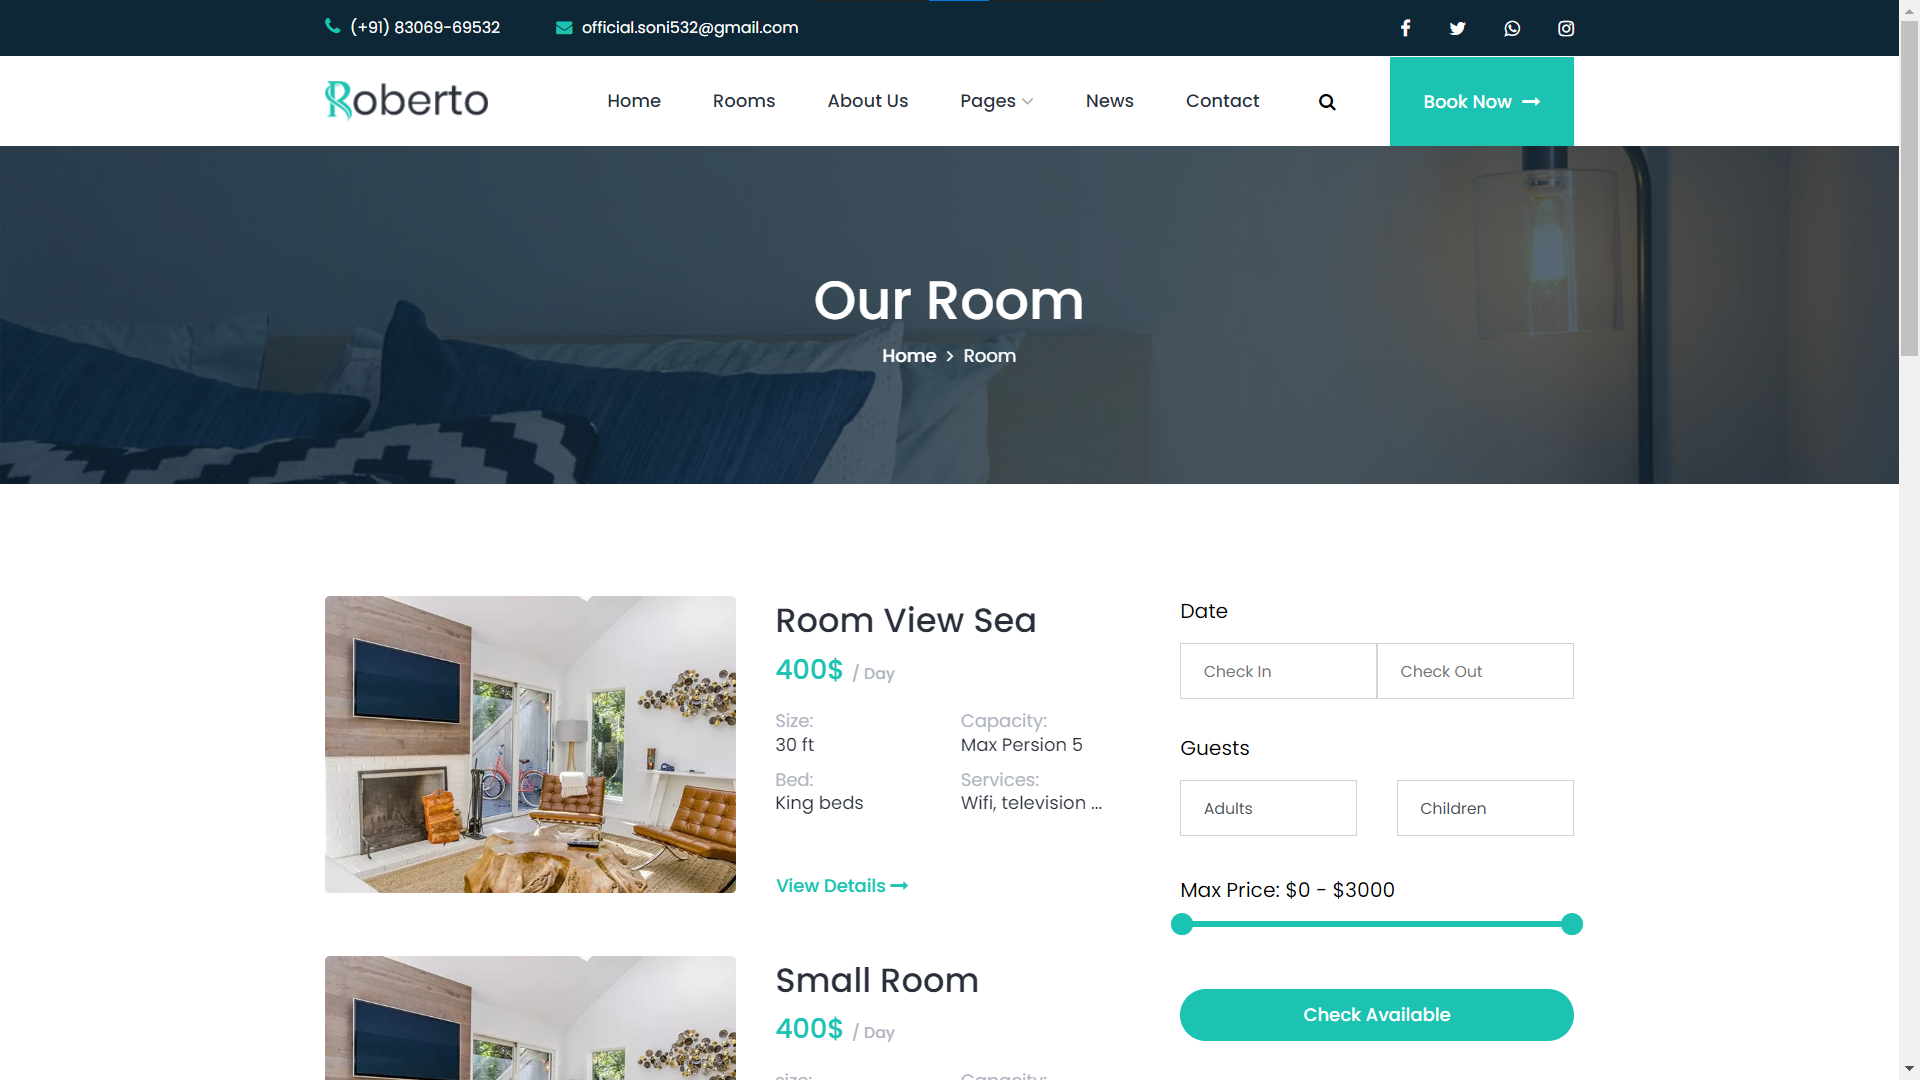 (+91) 83069-69532
official.soni532@gmail.com
Roberto
Home
Rooms
About Us
Pages
News
Contact
Book Now
Our Room
Home > Room
Room View Sea
400$ / Day
Size:
30 ft
Capacity:
Max Persion 5
Bed:
King beds
Services:
Wifi, television ...
View Details
Small Room
400$ / Day
size:
Capacity:
Date
Check In
Check Out
Guests
Adults
Children
Max Price: $0 - $3000
Check Available